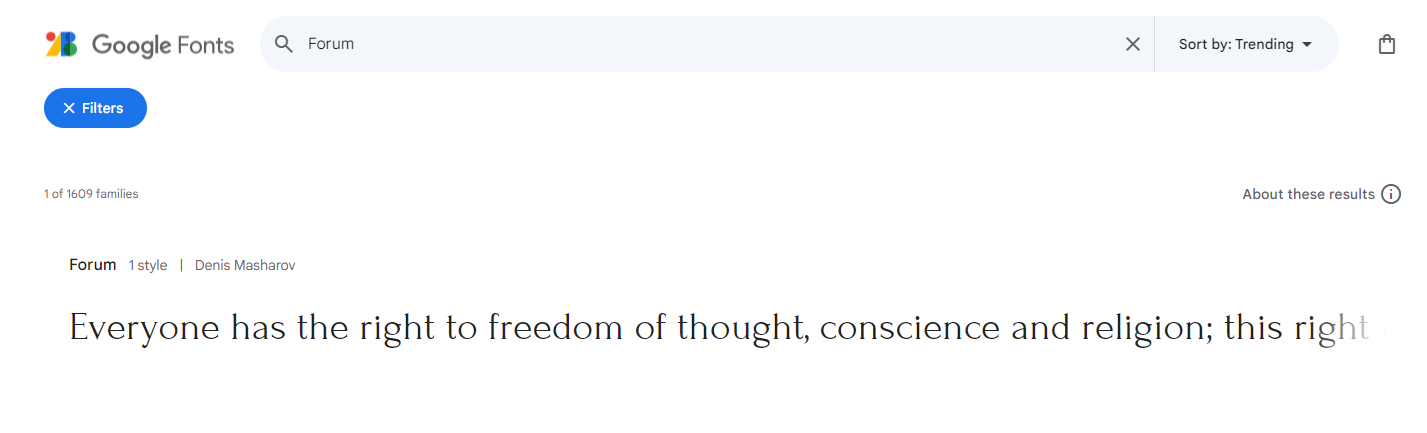 Google Fonts
Forum
Sort by: Trending
Filters
1 of 1609 families
About these results
Forum 1 style | Denis Masharov
Everyone has the right to freedom of thought, conscience and religion; this right